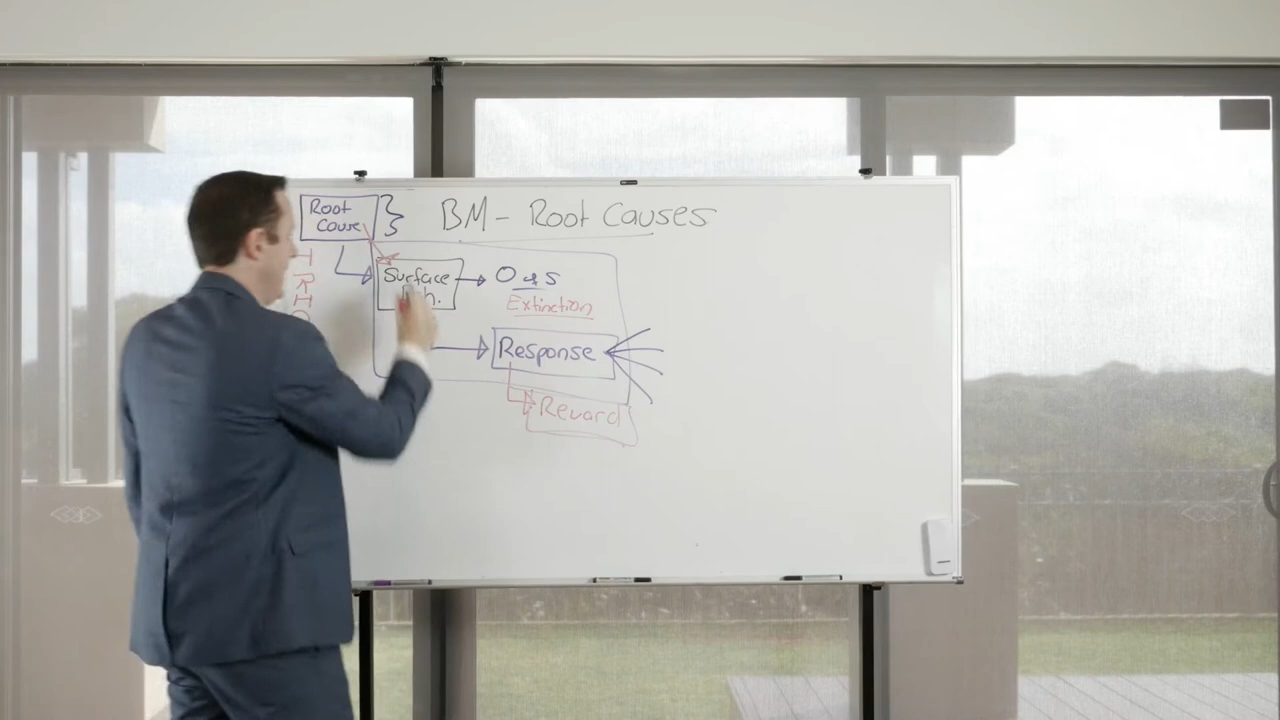 BM - Root Causes
Root
Cause
Surface
Extinction
Response
Reward